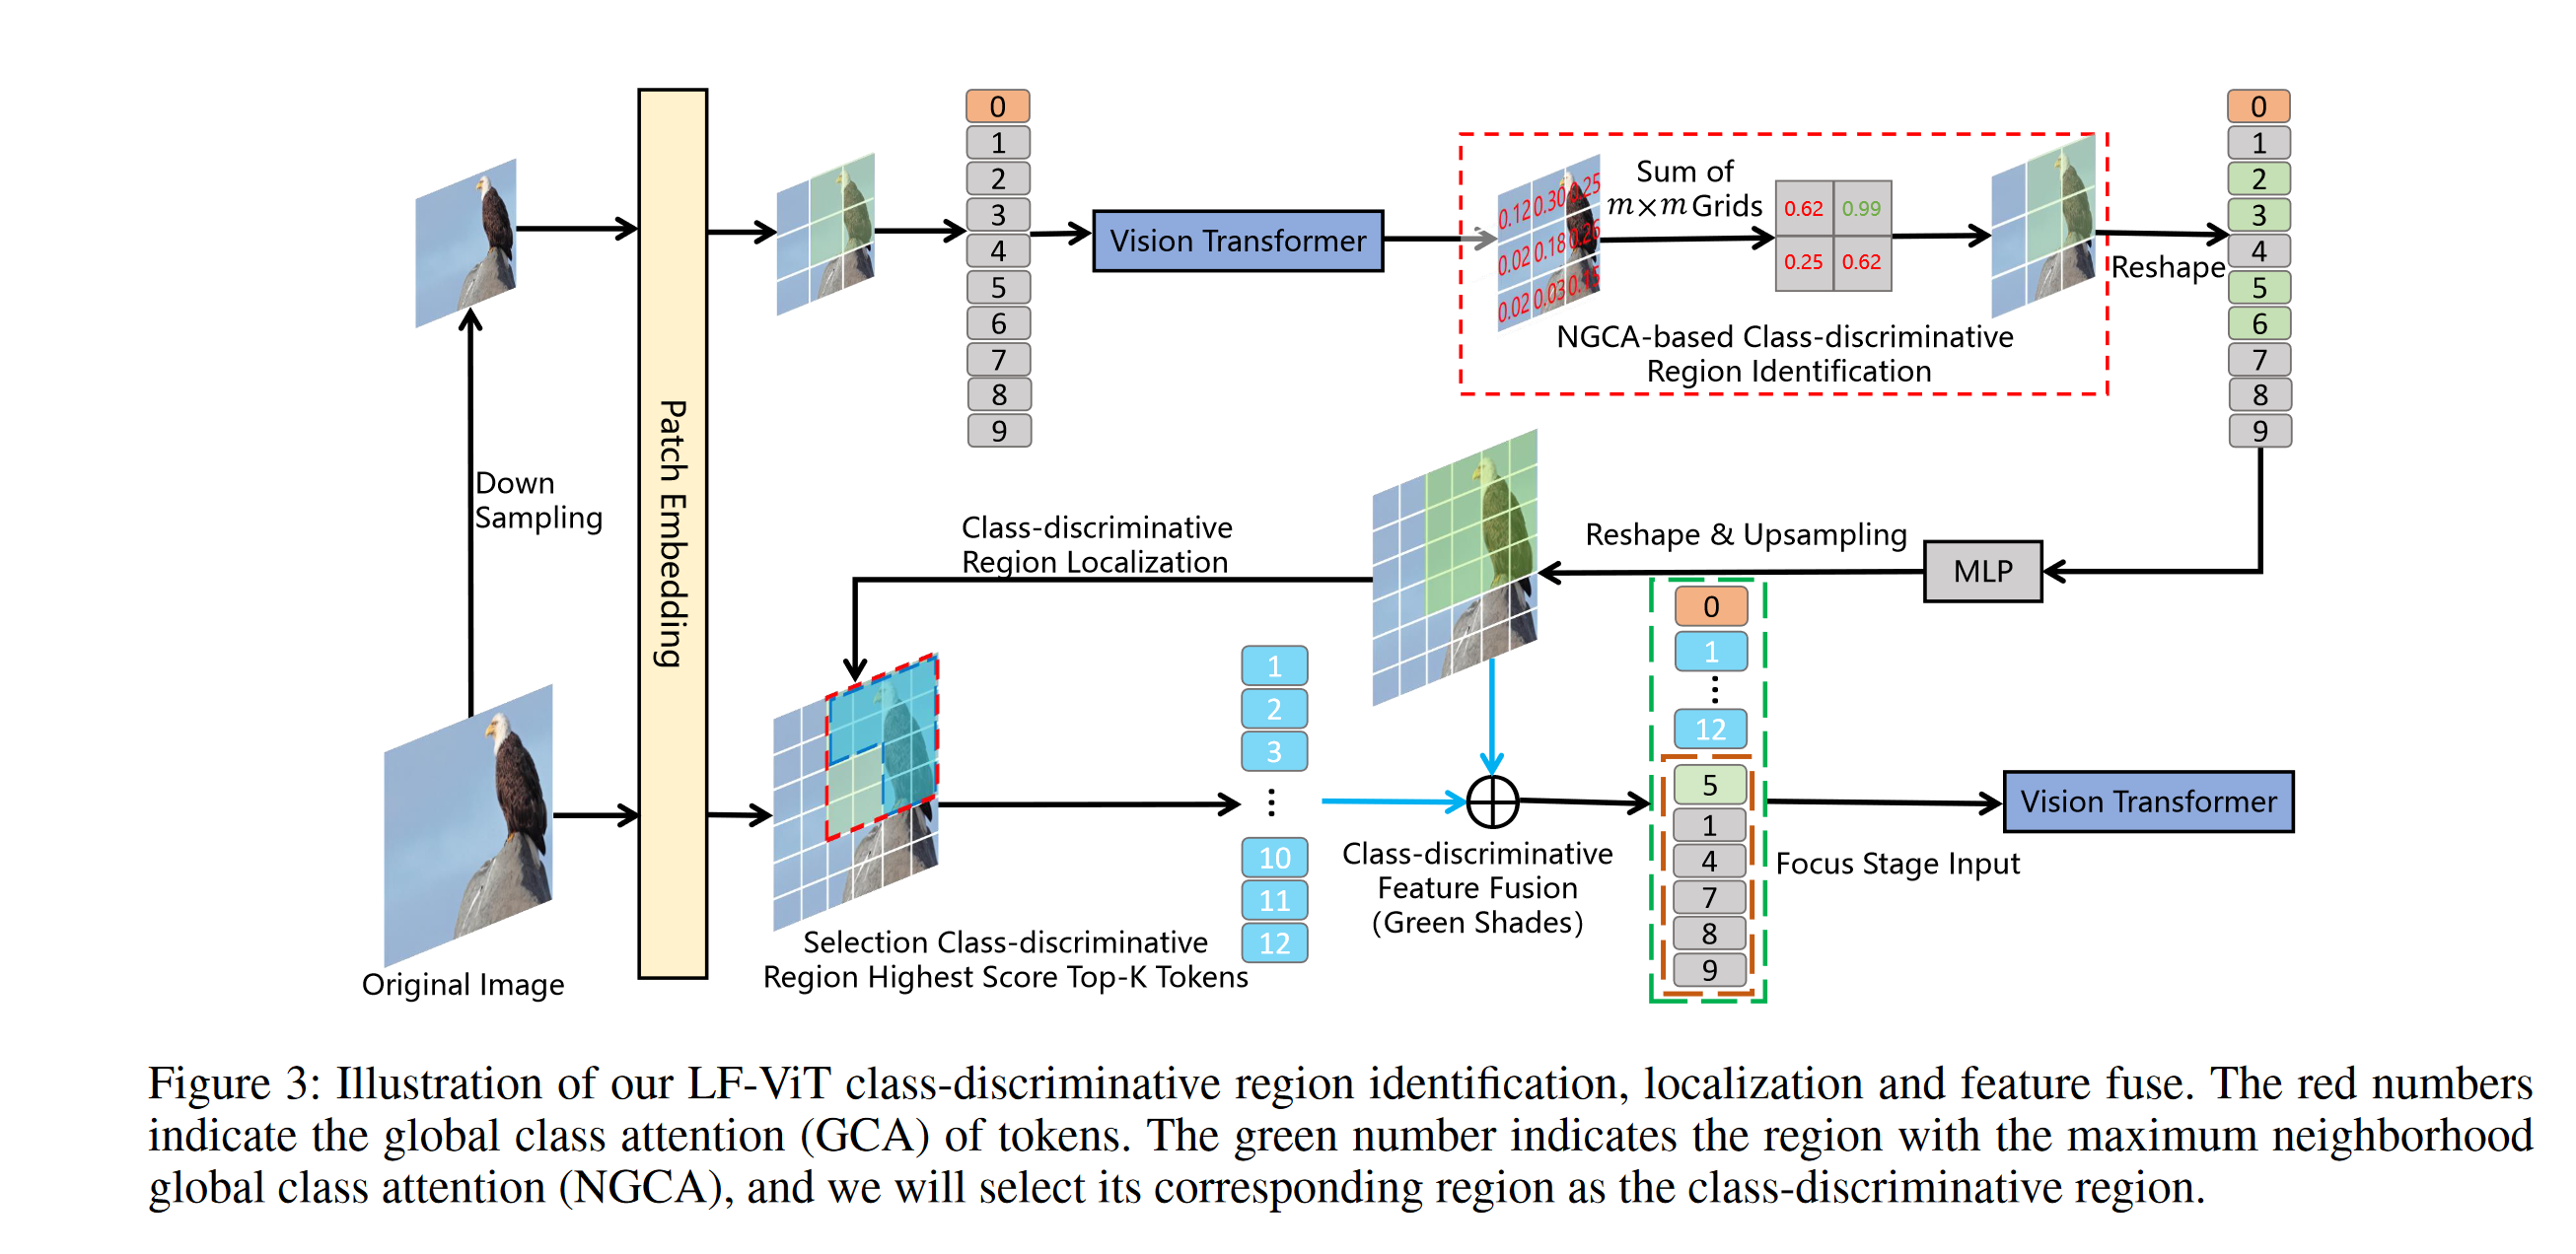 0
1
2
3
4
5
6
7
8
9
Vision Transformer
0.12 0.30 0.25
0.02 0.18 0.26
0.02 0.03 0.15
Sum of
m×m Grids
0.62 0.99
0.25 0.62
NGCA-based Class-discriminative
Region Identification
Reshape
0
1
2
3
4
5
6
7
8
9
Patch Embedding
Down
Sampling
Class-discriminative
Region Localization
Reshape & Upsampling
MLP
Original Image
Selection Class-discriminative
Region Highest Score Top-K Tokens
1
2
3
⋮
10
11
12
Class-discriminative
Feature Fusion
(Green Shades)
0
1
⋮
12
5
1
4
7
8
9
Focus Stage Input
Vision Transformer
Figure 3: Illustration of our LF-ViT class-discriminative region identification, localization and feature fuse. The red numbers
indicate the global class attention (GCA) of tokens. The green number indicates the region with the maximum neighborhood
global class attention (NGCA), and we will select its corresponding region as the class-discriminative region.